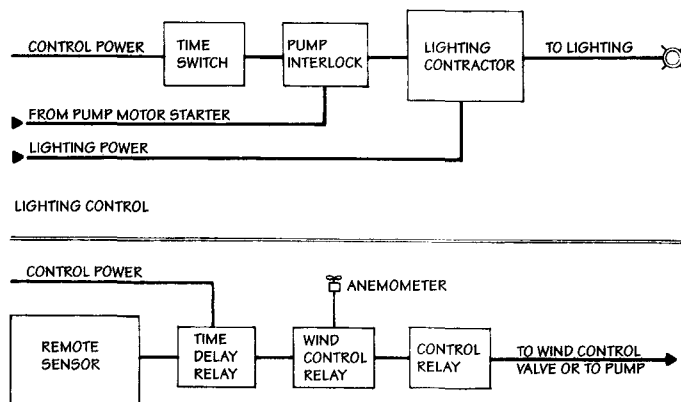 CONTROL POWER
TIME
SWITCH
PUMP
INTERLOCK
LIGHTING
CONTRACTOR
TO LIGHTING
FROM PUMP MOTOR STARTER
LIGHTING POWER
LIGHTING CONTROL
CONTROL POWER
ANEMOMETER
REMOTE
SENSOR
TIME
DELAY
RELAY
WIND
CONTROL
RELAY
CONTROL
RELAY
TO WIND CONTROL
VALVE OR TO PUMP